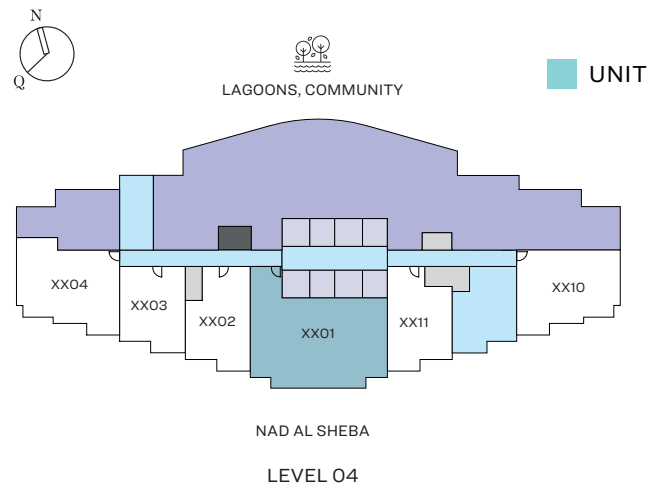 N
Q
UNIT
LAGOONS, COMMUNITY
XX04
XX03
XX02
XX01
XX11
XX10
NAD AL SHEBA
LEVEL 04